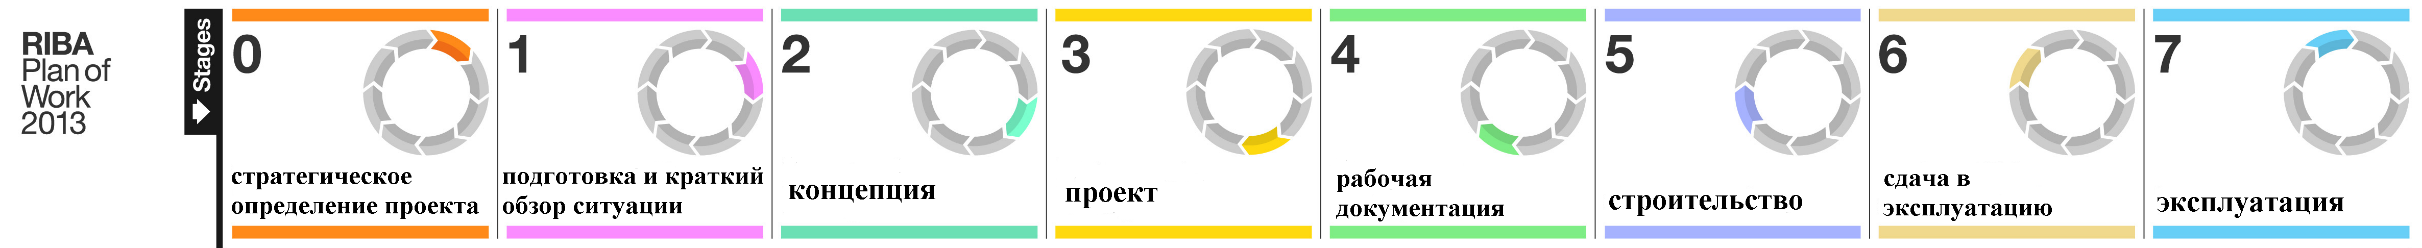 RIBA
Plan of
Work
2013
Stages
0
стратегическое
определение проекта
1
подготовка и краткий
обзор ситуации
2
концепция
3
проект
4
рабочая
документация
5
строительство
6
сдача в
эксплуатацию
7
эксплуатация